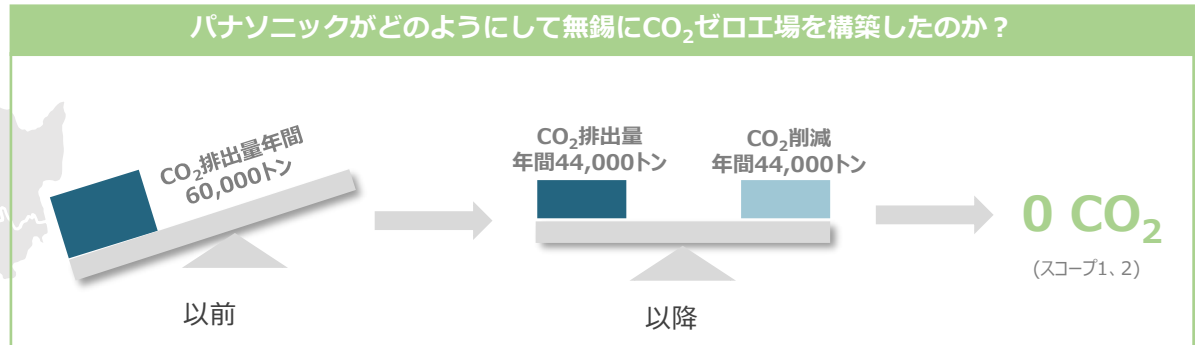 パナソニックがどのようにして無錫にCO₂ゼロ工場を構築したのか？
CO₂排出量年間
60,000トン
以前
CO₂排出量
年間44,000トン
CO₂削減
年間44,000トン
以降
0 CO₂
(スコープ1、2)